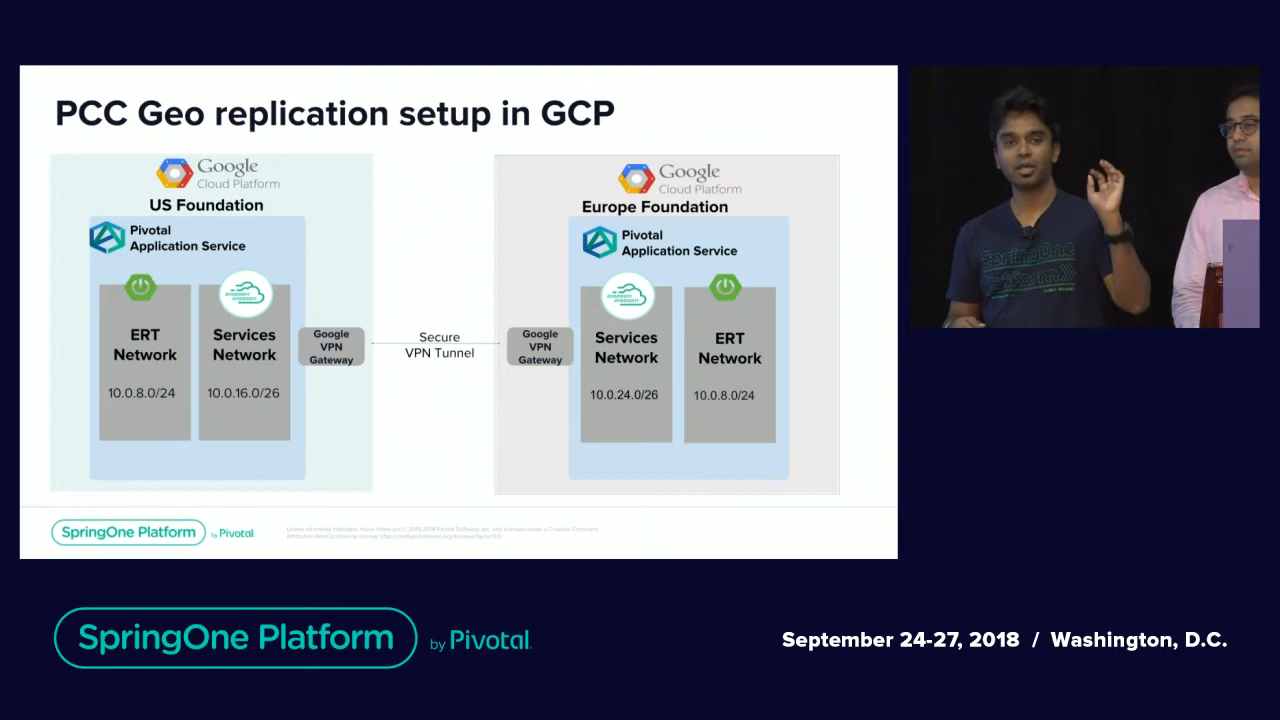 PCC Geo replication setup in GCP
Google
Cloud Platform
US Foundation
Pivotal
Application Service
ERT
Network
10.0.8.0/24
Services
Network
10.0.16.0/26
Google
VPN
Gateway
Secure
VPN Tunnel
Google
Cloud Platform
Europe Foundation
Pivotal
Application Service
Google
VPN
Gateway
Services
Network
10.0.24.0/26
ERT
Network
10.0.8.0/24
SpringOne Platform by Pivotal
SpringOne
Platform
SpringOne Platform by Pivotal.
September 24-27, 2018 / Washington, D.C.